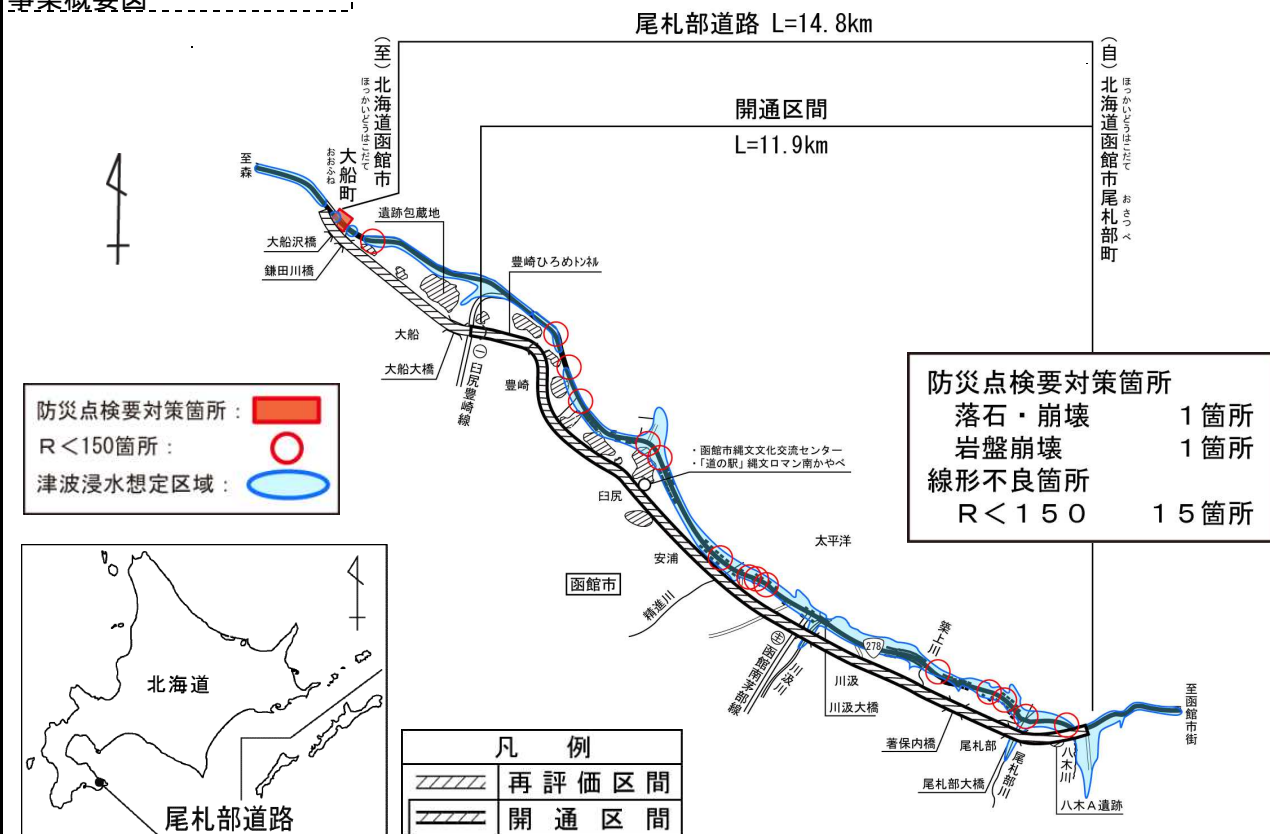 事業概要図
尾札部道路 L=14.8km
(至)北海道函館市
ほっかいどうはこだて
大船町
おおふね
(自)北海道函館市尾札部町
ほっかいどうはこだて
おさつべ
開通区間
L=11.9km
至森
遺跡包蔵地
大船沢橋
鎌田川橋
豊崎ひろめトンネル
大船
大船大橋
㊀臼尻豊崎線
豊崎
防災点検要対策箇所:
R<150箇所:
津波浸水想定区域:
防災点検要対策箇所
落石・崩壊 1箇所
岩盤崩壊 1箇所
線形不良箇所
R<150 15箇所
・函館市縄文文化交流センター
・「道の駅」縄文ロマン南かやべ
臼尻
太平洋
安浦
函館市
精進川
㊤函館南茅部線
川汲川
278
川汲
川汲大橋
築上川
著保内橋
尾札部
尾札部大橋
尾札部川
八木川
八木A遺跡
至函館市街
北海道
尾札部道路
凡例
再評価区間
開通区間